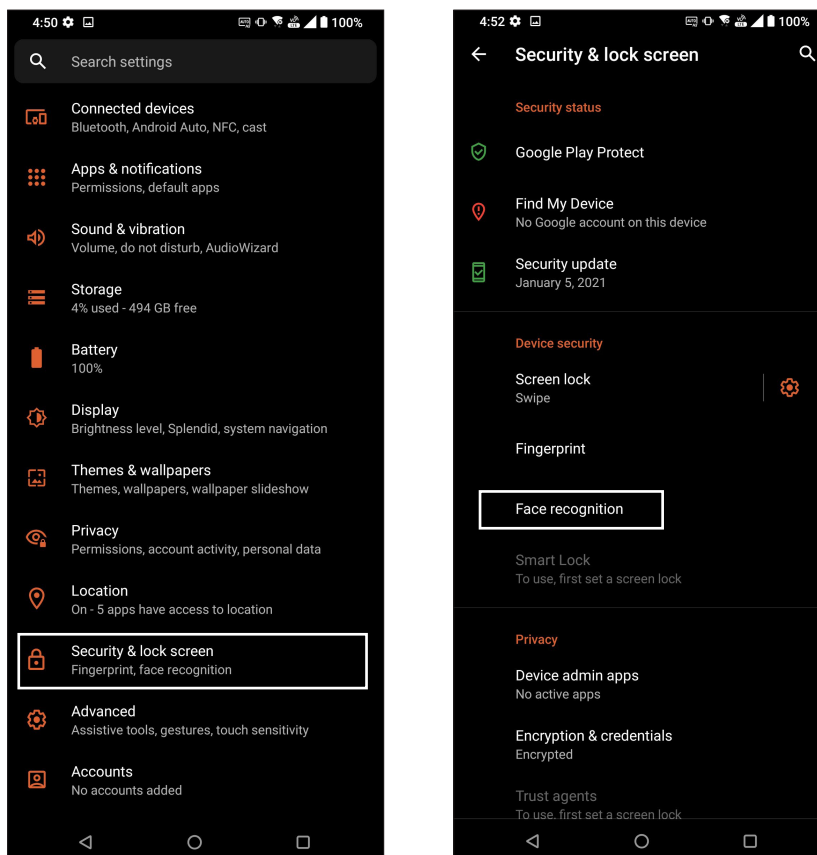 4:50
100%
Search settings
Connected devices
Bluetooth, Android Auto, NFC, cast
Apps & notifications
Permissions, default apps
Sound & vibration
Volume, do not disturb, AudioWizard
Storage
4% used - 494 GB free
Battery
100%
Display
Brightness level, Splendid, system navigation
Themes & wallpapers
Themes, wallpapers, wallpaper slideshow
Privacy
Permissions, account activity, personal data
Location
On - 5 apps have access to location
Security & lock screen
Fingerprint, face recognition
Advanced
Assistive tools, gestures, touch sensitivity
Accounts
No accounts added
4:52
100%
Security & lock screen
Security status
Google Play Protect
Find My Device
No Google account on this device
Security update
January 5, 2021
Device security
Screen lock
Swipe
Fingerprint
Face recognition
Smart Lock
To use, first set a screen lock
Privacy
Device admin apps
No active apps
Encryption & credentials
Encrypted
Trust agents
To use, first set a screen lock